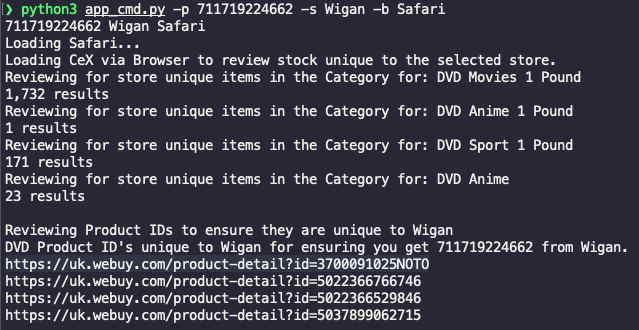 ❯ python3 app_cmd.py -p 711719224662 -s Wigan -b Safari
711719224662 Wigan Safari
Loading Safari...
Loading CeX via Browser to review stock unique to the selected store.
Reviewing for store unique items in the Category for: DVD Movies 1 Pound
1,732 results
Reviewing for store unique items in the Category for: DVD Anime 1 Pound
1 results
Reviewing for store unique items in the Category for: DVD Sport 1 Pound
171 results
Reviewing for store unique items in the Category for: DVD Anime
23 results
Reviewing Product IDs to ensure they are unique to Wigan
DVD Product ID's unique to Wigan for ensuring you get 711719224662 from Wigan.
https://uk.webuy.com/product-detail?id=3700091025NOTO
https://uk.webuy.com/product-detail?id=5022366766746
https://uk.webuy.com/product-detail?id=5022366529846
https://uk.webuy.com/product-detail?id=5037899062715